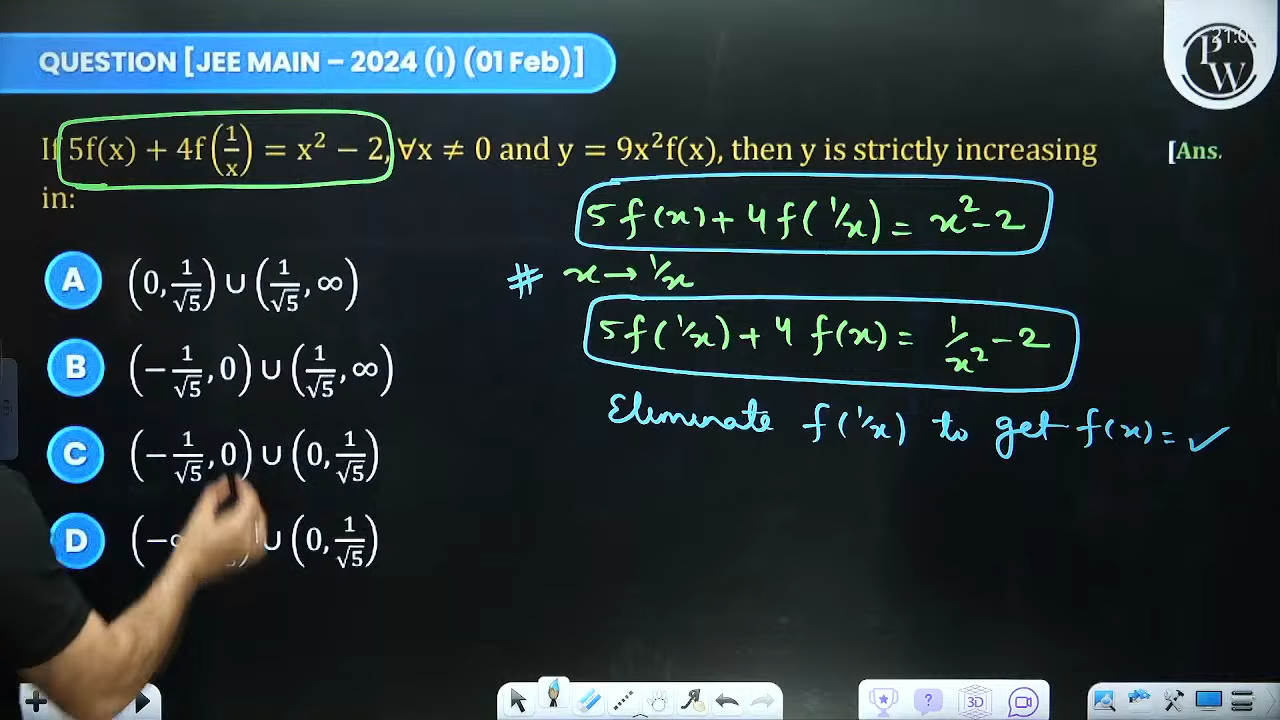 QUESTION [JEE MAIN – 2024 (I) (01 Feb)]
PW
If 5f(x) + 4f(1/x) = x² − 2, ∀x ≠ 0 and y = 9x²f(x), then y is strictly increasing
[Ans.
in:
5f(x) + 4f(1/x) = x² − 2
A (0, 1/√5) ∪ (1/√5, ∞)
# x → 1/x
5f(1/x) + 4f(x) = 1/x² − 2
B (−1/√5, 0) ∪ (1/√5, ∞)
Eliminate f(1/x) to get f(x) = ✓
C (−1/√5, 0) ∪ (0, 1/√5)
D ∪ (0, 1/√5)
3D